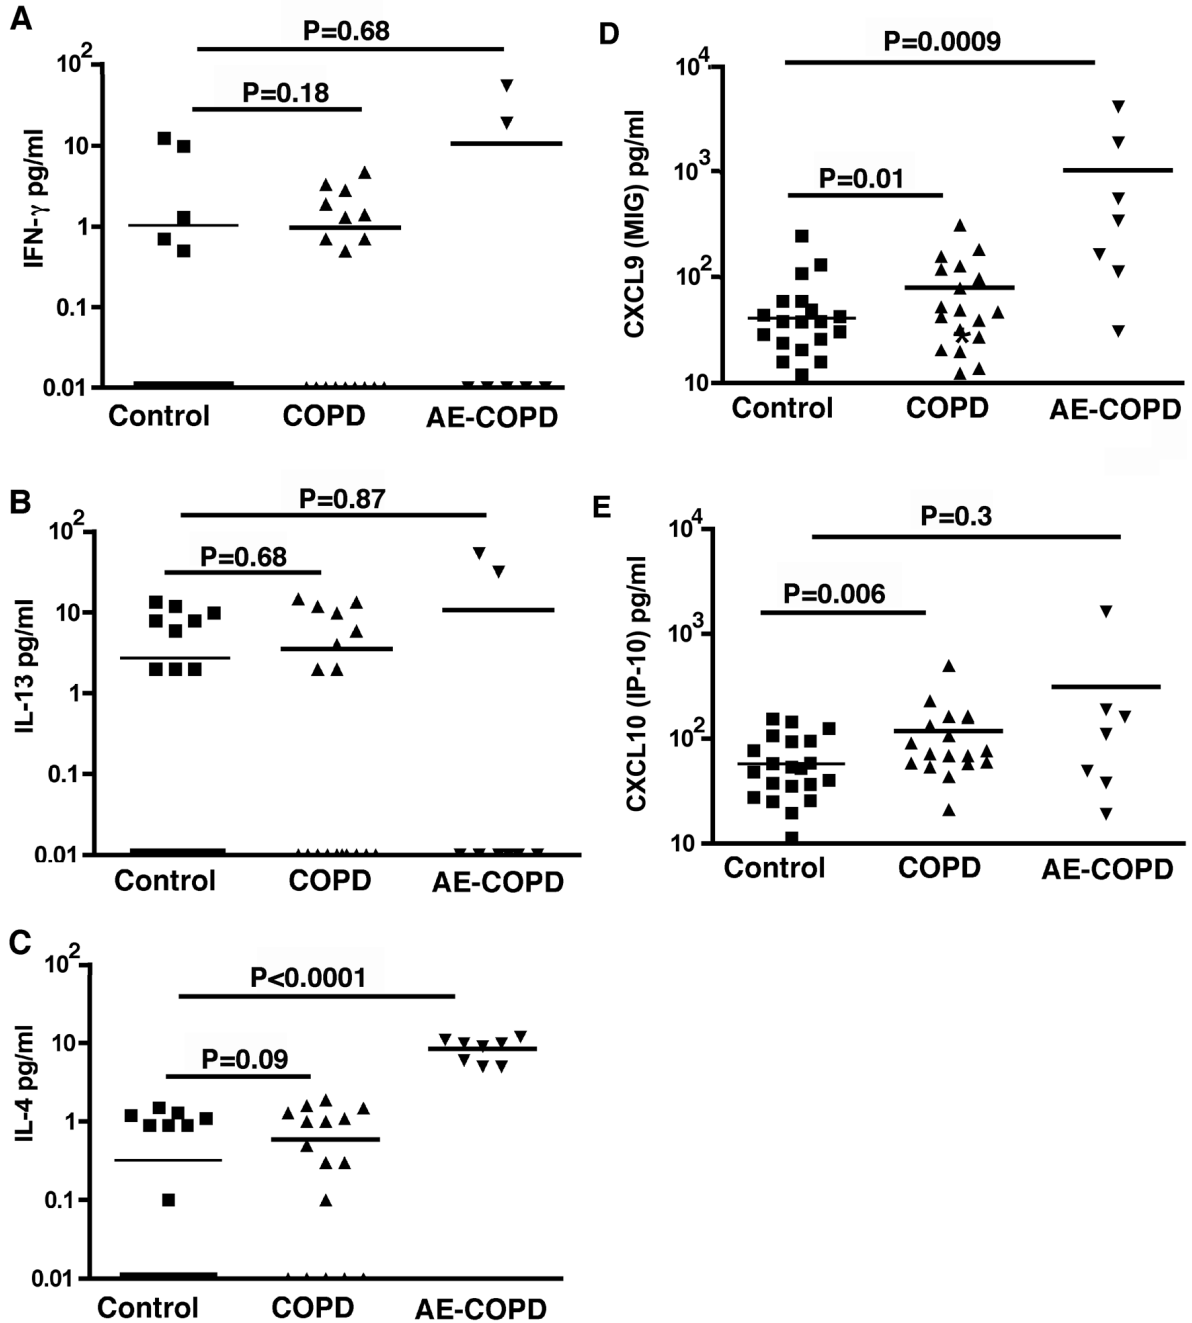 A
P=0.68
P=0.18
IFN-γ pg/ml
10²
10
1
0.1
0.01
Control COPD AE-COPD
B
P=0.87
P=0.68
IL-13 pg/ml
10²
10
1
0.1
0.01
Control COPD AE-COPD
C
P<0.0001
P=0.09
IL-4 pg/ml
10²
10
1
0.1
0.01
Control COPD AE-COPD
D
P=0.0009
P=0.01
CXCL9 (MIG) pg/ml
10⁴
10³
10²
10
*
Control COPD AE-COPD
E
P=0.3
P=0.006
CXCL10 (IP-10) pg/ml
10⁴
10³
10²
10
Control COPD AE-COPD